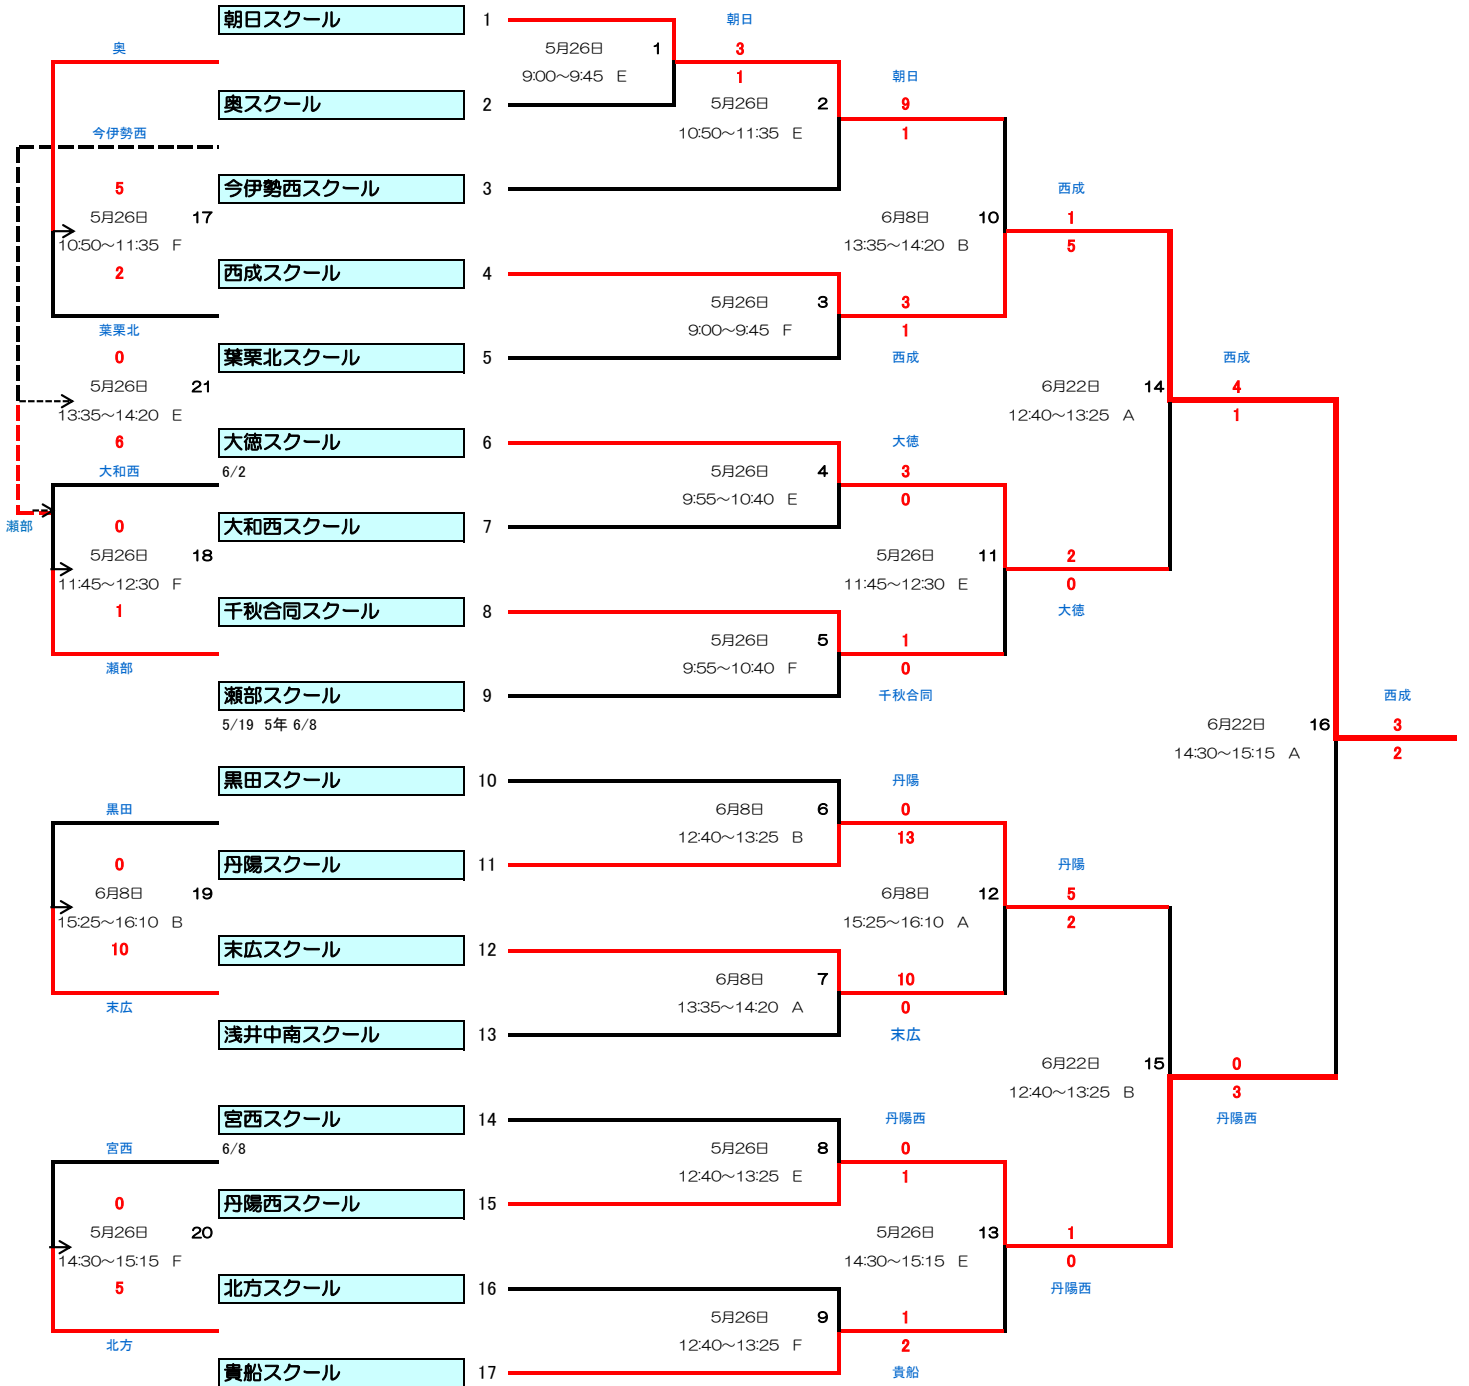 朝日スクール 1 朝日
奥 5月26日 1 3
9:00～9:45 E 1 朝日
奥スクール 2 5月26日 2 9
今伊勢西 10:50～11:35 E 1
5 今伊勢西スクール 3 西成
5月26日 17 6月8日 10 1
10:50～11:35 F 13:35～14:20 B 5
2 西成スクール 4
5月26日 3 3
葉栗北 9:00～9:45 F 1
0 葉栗北スクール 5 西成 西成
5月26日 21 6月22日 14 4
13:35～14:20 E 12:40～13:25 A 1
6 大徳スクール 6 大徳
大和西 6/2 5月26日 4 3
9:55～10:40 E 0
瀬部 0 大和西スクール 7
5月26日 18 5月26日 11 2
11:45～12:30 F 11:45～12:30 E 0
1 千秋合同スクール 8 大徳
5月26日 5 1
瀬部 9:55～10:40 F 0
瀬部スクール 9 千秋合同 西成
5/19 5年 6/8 6月22日 16 3
14:30～15:15 A 2
黒田スクール 10 丹陽
黒田 6月8日 6 0
12:40～13:25 B 13
0 丹陽スクール 11 丹陽
6月8日 19 6月8日 12 5
15:25～16:10 B 15:25～16:10 A 2
10 末広スクール 12
6月8日 7 10
末広 13:35～14:20 A 0
浅井中南スクール 13 末広
6月22日 15 0
12:40～13:25 B 3
宮西スクール 14 丹陽西 丹陽西
宮西 6/8 5月26日 8 0
12:40～13:25 E 1
0 丹陽西スクール 15
5月26日 20 5月26日 13 1
14:30～15:15 F 14:30～15:15 E 0
5 北方スクール 16 丹陽西
5月26日 9 1
北方 12:40～13:25 F 2
貴船スクール 17 貴船